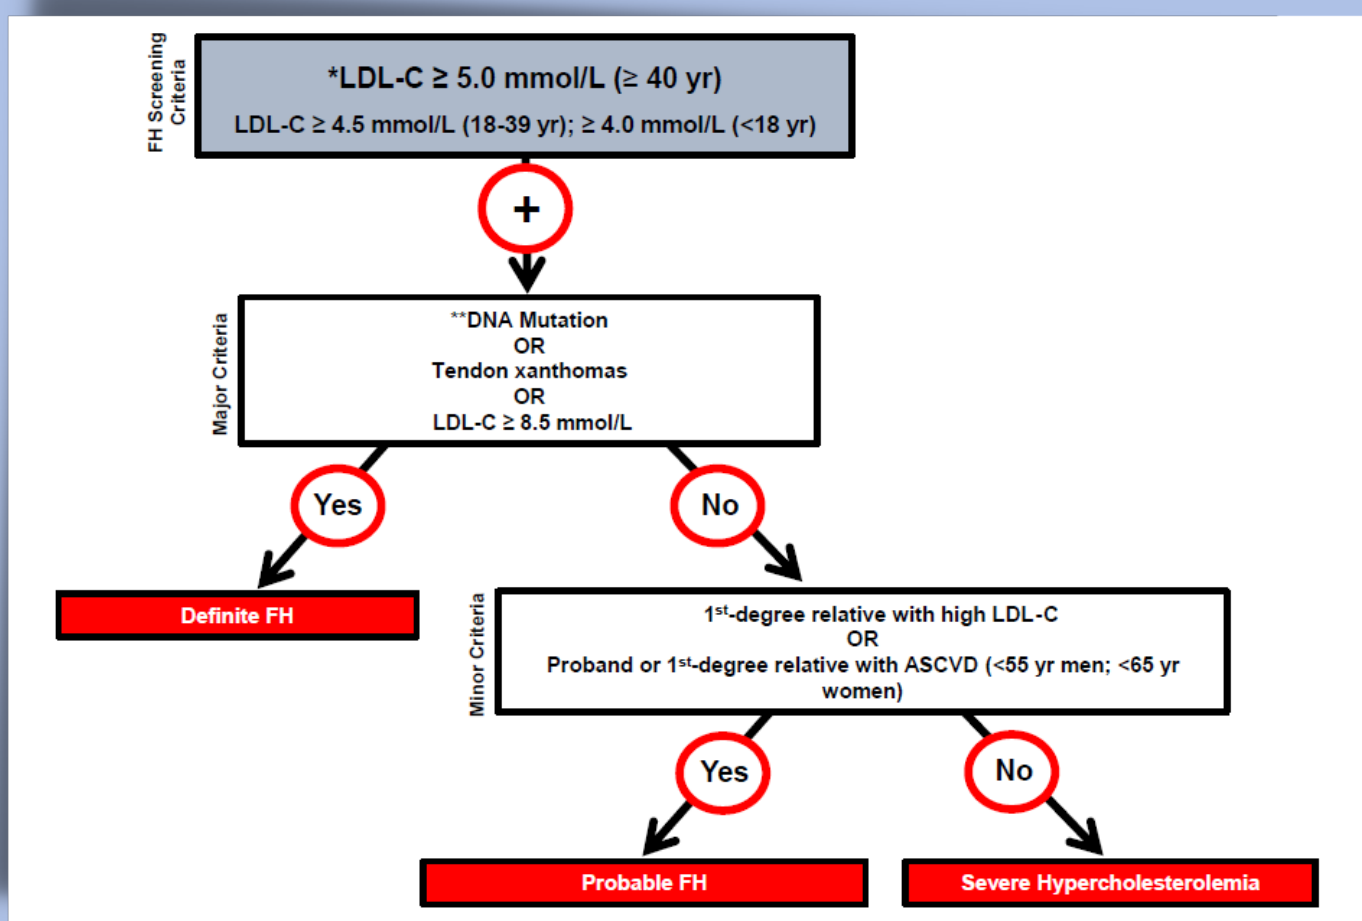 FH Screening
Criteria
*LDL-C ≥ 5.0 mmol/L (≥ 40 yr)
LDL-C ≥ 4.5 mmol/L (18-39 yr); ≥ 4.0 mmol/L (<18 yr)
+
Major Criteria
**DNA Mutation
OR
Tendon xanthomas
OR
LDL-C ≥ 8.5 mmol/L
Yes
No
Definite FH
Minor Criteria
1st-degree relative with high LDL-C
OR
Proband or 1st-degree relative with ASCVD (<55 yr men; <65 yr
women)
Yes
No
Probable FH
Severe Hypercholesterolemia